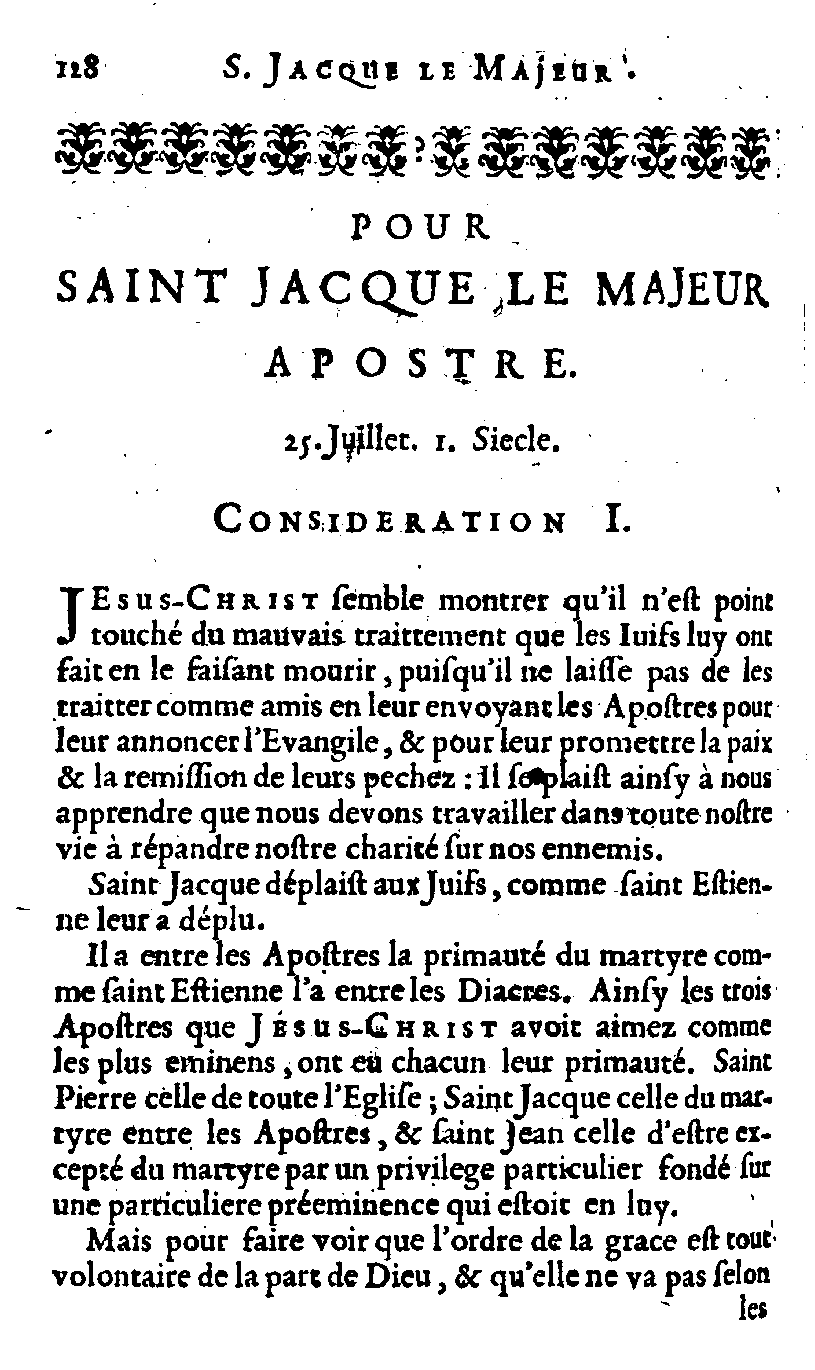 128 S. JACQUE LE MAJEUR.
POUR
SAINT JACQUE LE MAJEUR
APOSTRE.
25. Juillet. 1. Siecle.
CONSIDERATION I.
JESUS-CHRIST ſemble montrer qu'il n'eſt point
touché du mauvais traittement que les Iuifs luy ont
fait en le faiſant mourir, puiſqu'il ne laiſſe pas de les
traitter comme amis en leur envoyant les Apoſtres pour
leur annoncer l'Evangile, & pour leur promettre la paix
& la remiſſion de leurs pechez : Il ſe plaiſt ainſy à nous
apprendre que nous devons travailler dans toute noſtre
vie à répandre noſtre charité ſur nos ennemis.
Saint Jacque déplaiſt aux Juifs, comme ſaint Eſtien-
ne leur a déplu.
Il a entre les Apoſtres la primauté du martyre com-
me ſaint Eſtienne l'a entre les Diacres. Ainſy les trois
Apoſtres que JESUS-CHRIST avoit aimez comme
les plus eminens, ont eû chacun leur primauté. Saint
Pierre celle de toute l'Egliſe ; Saint Jacque celle du mar-
tyre entre les Apoſtres, & ſaint Jean celle d'eſtre ex-
cepté du martyre par un privilege particulier fondé ſur
une particuliere préeminence qui eſtoit en luy.
Mais pour faire voir que l'ordre de la grace eſt tout
volontaire de la part de Dieu, & qu'elle ne va pas ſelon
les